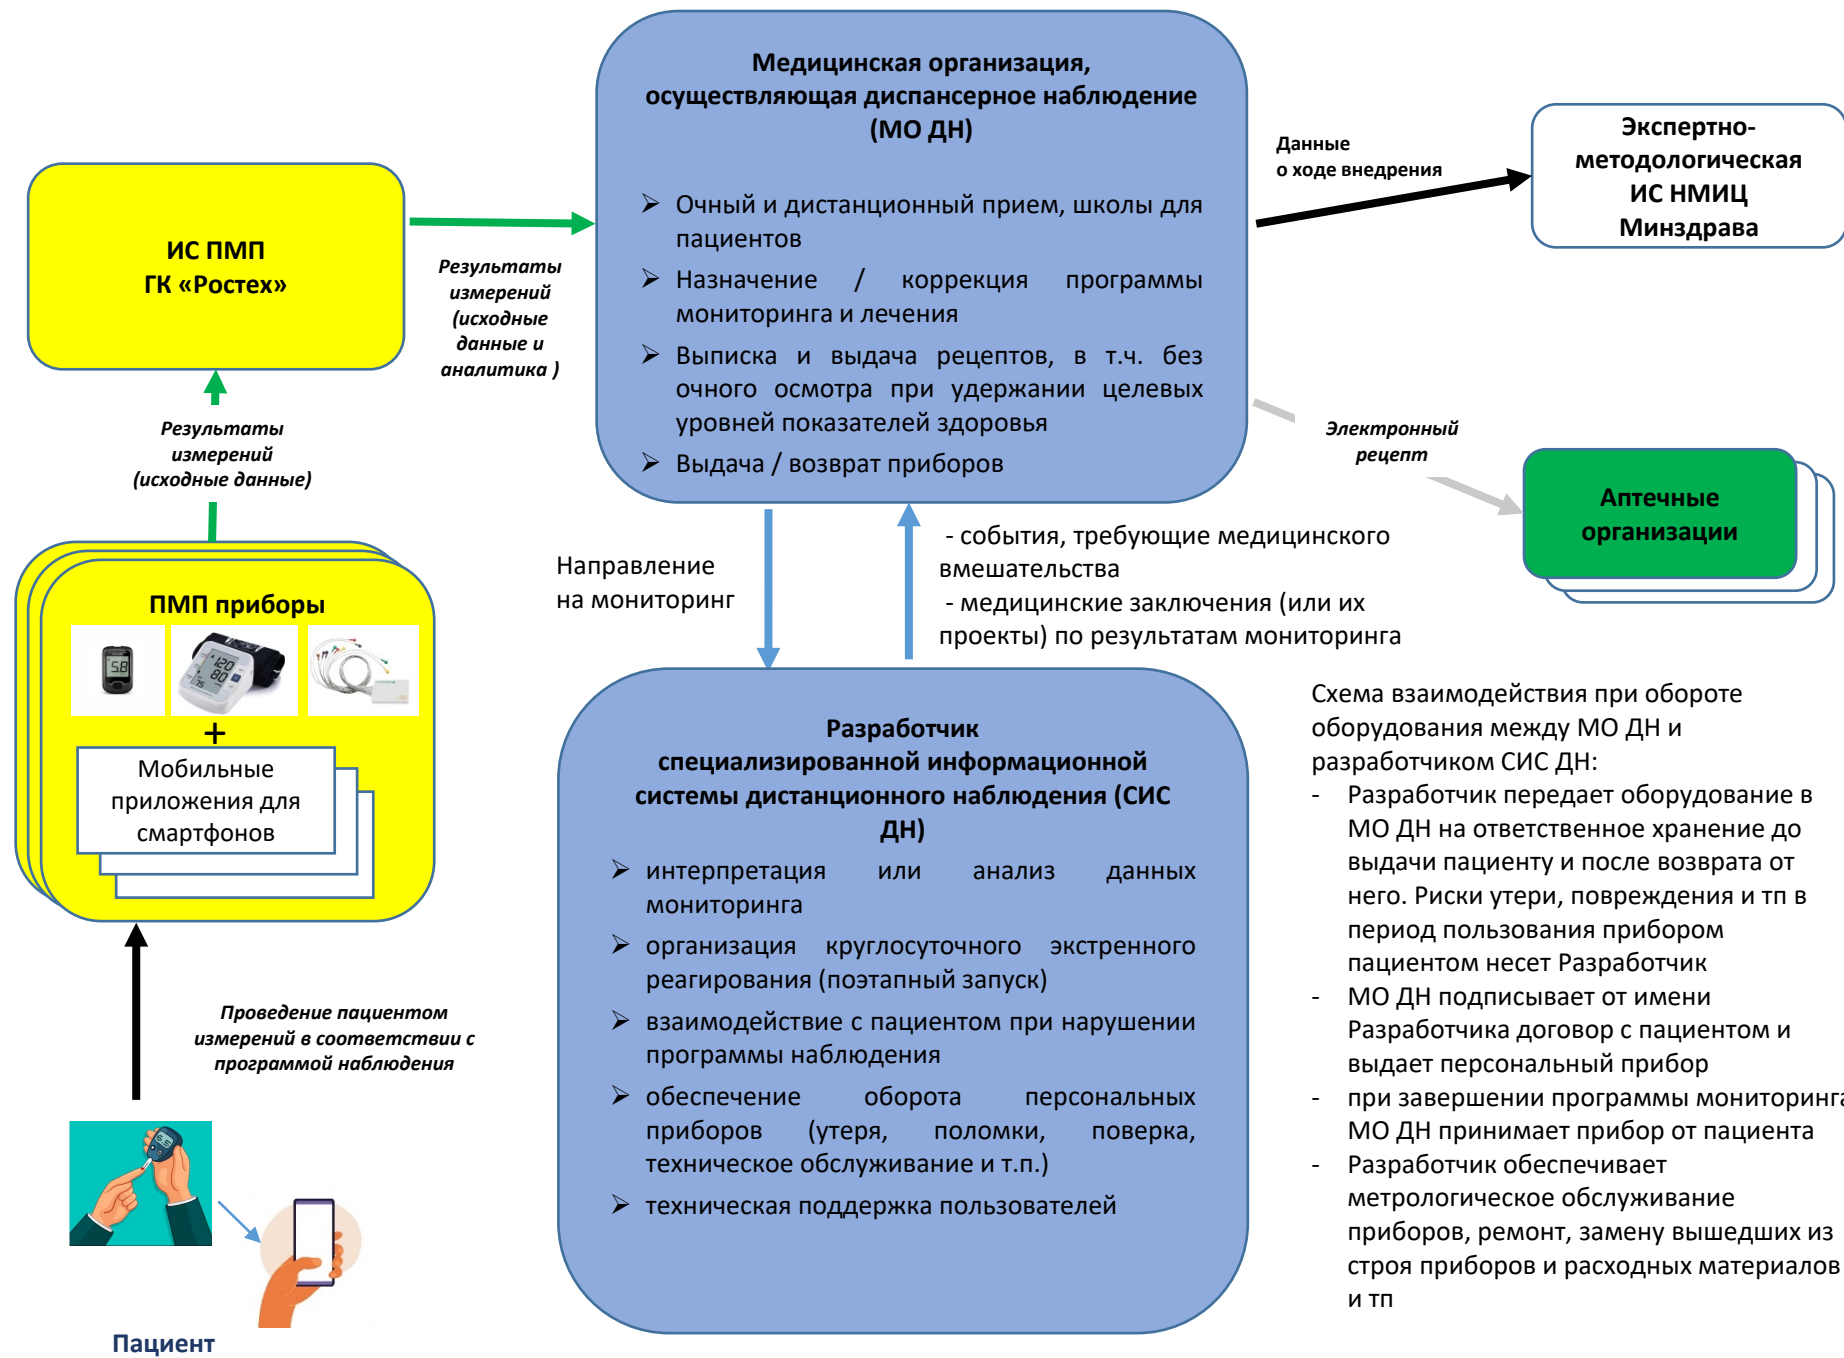 Медицинская организация,
осуществляющая диспансерное наблюдение
(МО ДН)
➢ Очный и дистанционный прием, школы для
пациентов
➢ Назначение / коррекция программы
мониторинга и лечения
➢ Выписка и выдача рецептов, в т.ч. без
очного осмотра при удержании целевых
уровней показателей здоровья
➢ Выдача / возврат приборов
Данные
о ходе внедрения
Экспертно-
методологическая
ИС НМИЦ
Минздрава
ИС ПМП
ГК «Ростех»
Результаты
измерений
(исходные
данные и
аналитика )
Результаты
измерений
(исходные данные)
Электронный
рецепт
Аптечные
организации
Направление
на мониторинг
- события, требующие медицинского
вмешательства
- медицинские заключения (или их
проекты) по результатам мониторинга
ПМП приборы
5.8
120
80
75
+
Мобильные
приложения для
смартфонов
Проведение пациентом
измерений в соответствии с
программой наблюдения
5.5
Пациент
Разработчик
специализированной информационной
системы дистанционного наблюдения (СИС
ДН)
➢ интерпретация или анализ данных
мониторинга
➢ организация круглосуточного экстренного
реагирования (поэтапный запуск)
➢ взаимодействие с пациентом при нарушении
программы наблюдения
➢ обеспечение оборота персональных
приборов (утеря, поломки, поверка,
техническое обслуживание и т.п.)
➢ техническая поддержка пользователей
Схема взаимодействия при обороте
оборудования между МО ДН и
разработчиком СИС ДН:
- Разработчик передает оборудование в
МО ДН на ответственное хранение до
выдачи пациенту и после возврата от
него. Риски утери, повреждения и тп в
период пользования прибором
пациентом несет Разработчик
- МО ДН подписывает от имени
Разработчика договор с пациентом и
выдает персональный прибор
- при завершении программы мониторинга
МО ДН принимает прибор от пациента
- Разработчик обеспечивает
метрологическое обслуживание
приборов, ремонт, замену вышедших из
строя приборов и расходных материалов
и тп